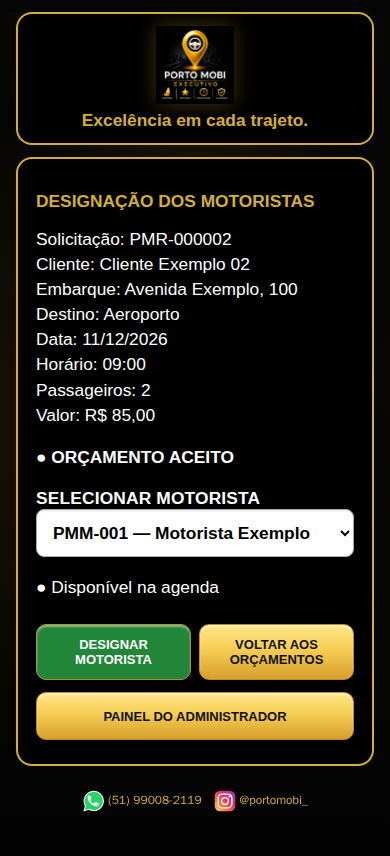 PORTO MOBI
EXECUTIVO
Excelência em cada trajeto.
DESIGNAÇÃO DOS MOTORISTAS
Solicitação: PMR-000002
Cliente: Cliente Exemplo 02
Embarque: Avenida Exemplo, 100
Destino: Aeroporto
Data: 11/12/2026
Horário: 09:00
Passageiros: 2
Valor: R$ 85,00
● ORÇAMENTO ACEITO
SELECIONAR MOTORISTA
PMM-001 — Motorista Exemplo
● Disponível na agenda
DESIGNAR
MOTORISTA
VOLTAR AOS
ORÇAMENTOS
PAINEL DO ADMINISTRADOR
(51) 99008-2119 @portomobi_